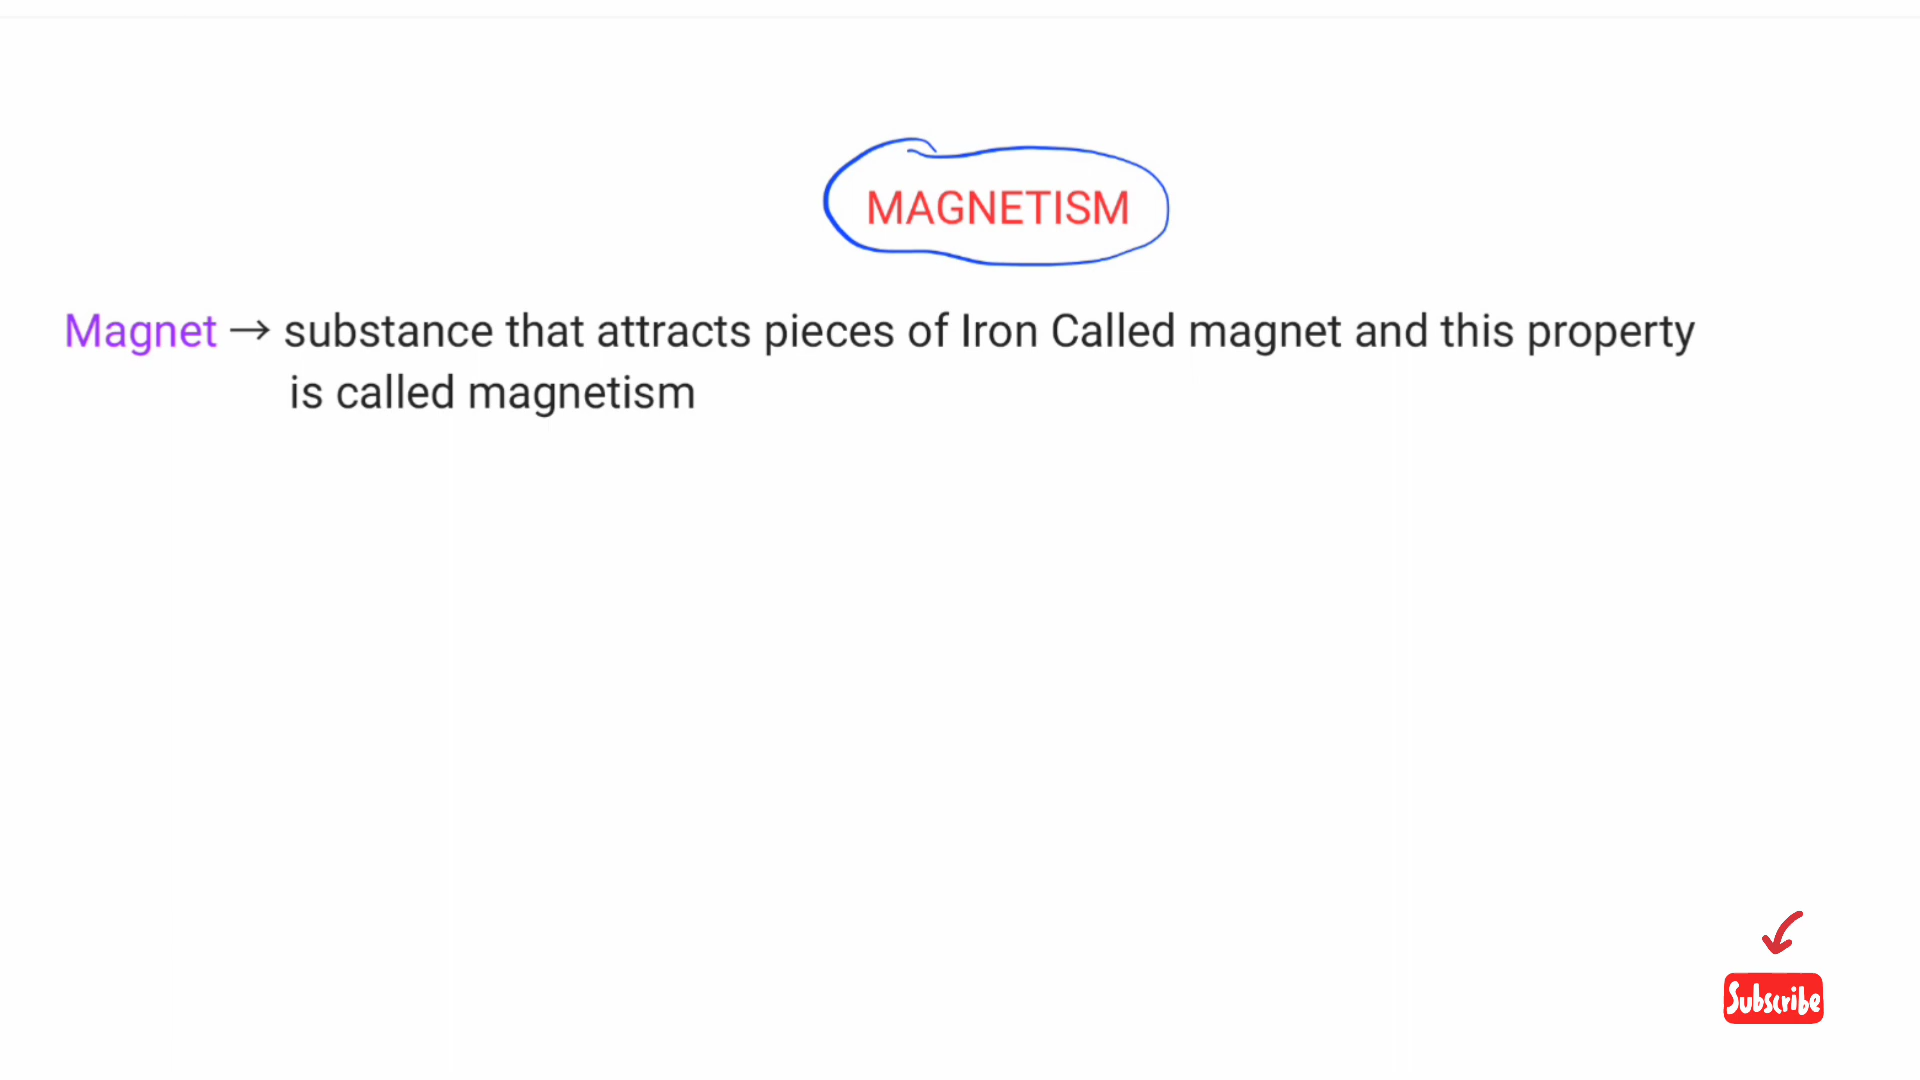 MAGNETISM
Magnet → substance that attracts pieces of Iron Called magnet and this property
is called magnetism
Subscribe